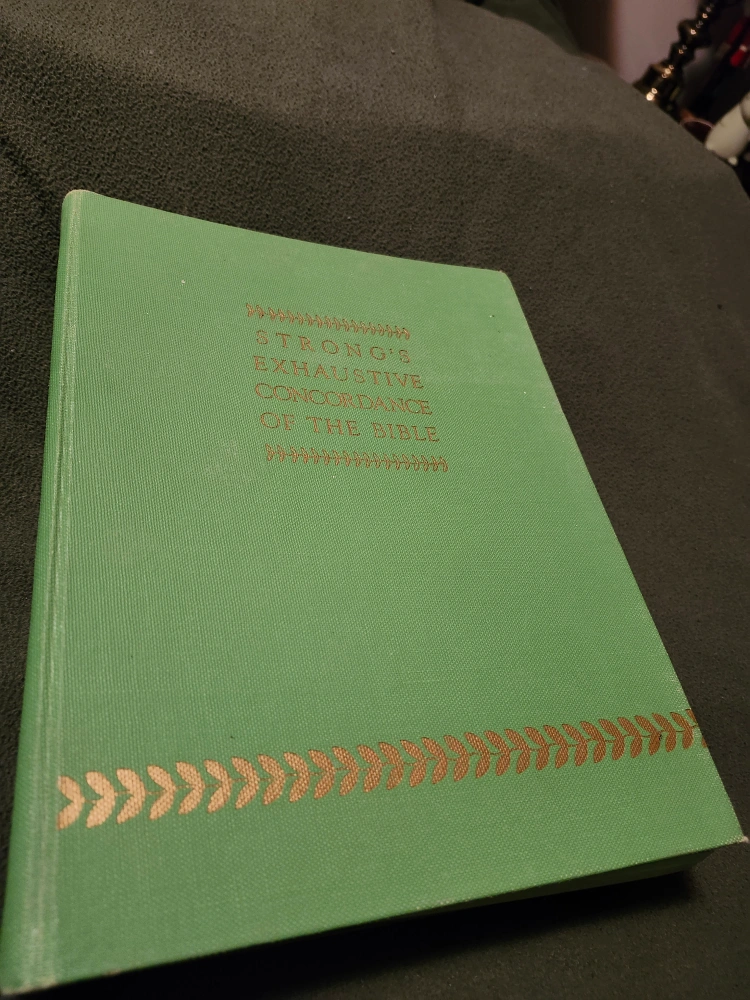 STRONG'S
EXHAUSTIVE
CONCORDANCE
OF THE BIBLE